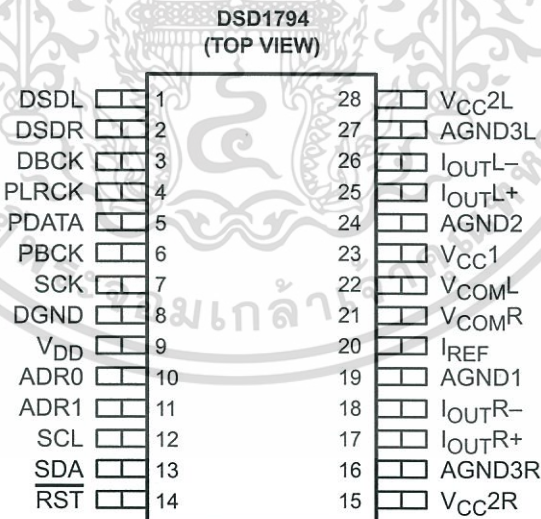 DSD1794
(TOP VIEW)
DSDL 1 28 VCC2L
DSDR 2 27 AGND3L
DBCK 3 26 IOUTL–
PLRCK 4 25 IOUTL+
PDATA 5 24 AGND2
PBCK 6 23 VCC1
SCK 7 22 VCOML
DGND 8 21 VCOMR
VDD 9 20 IREF
ADR0 10 19 AGND1
ADR1 11 18 IOUTR–
SCL 12 17 IOUTR+
SDA 13 16 AGND3R
RST 14 15 VCC2R